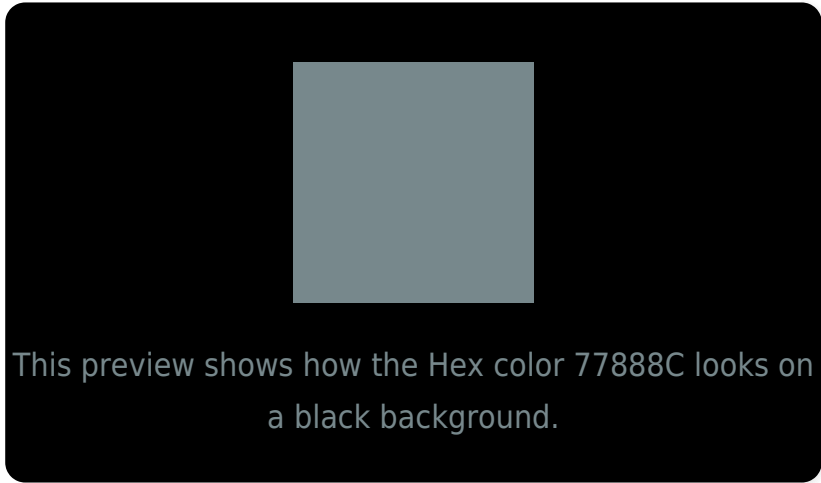 This preview shows how the Hex color 77888C looks on
a black background.